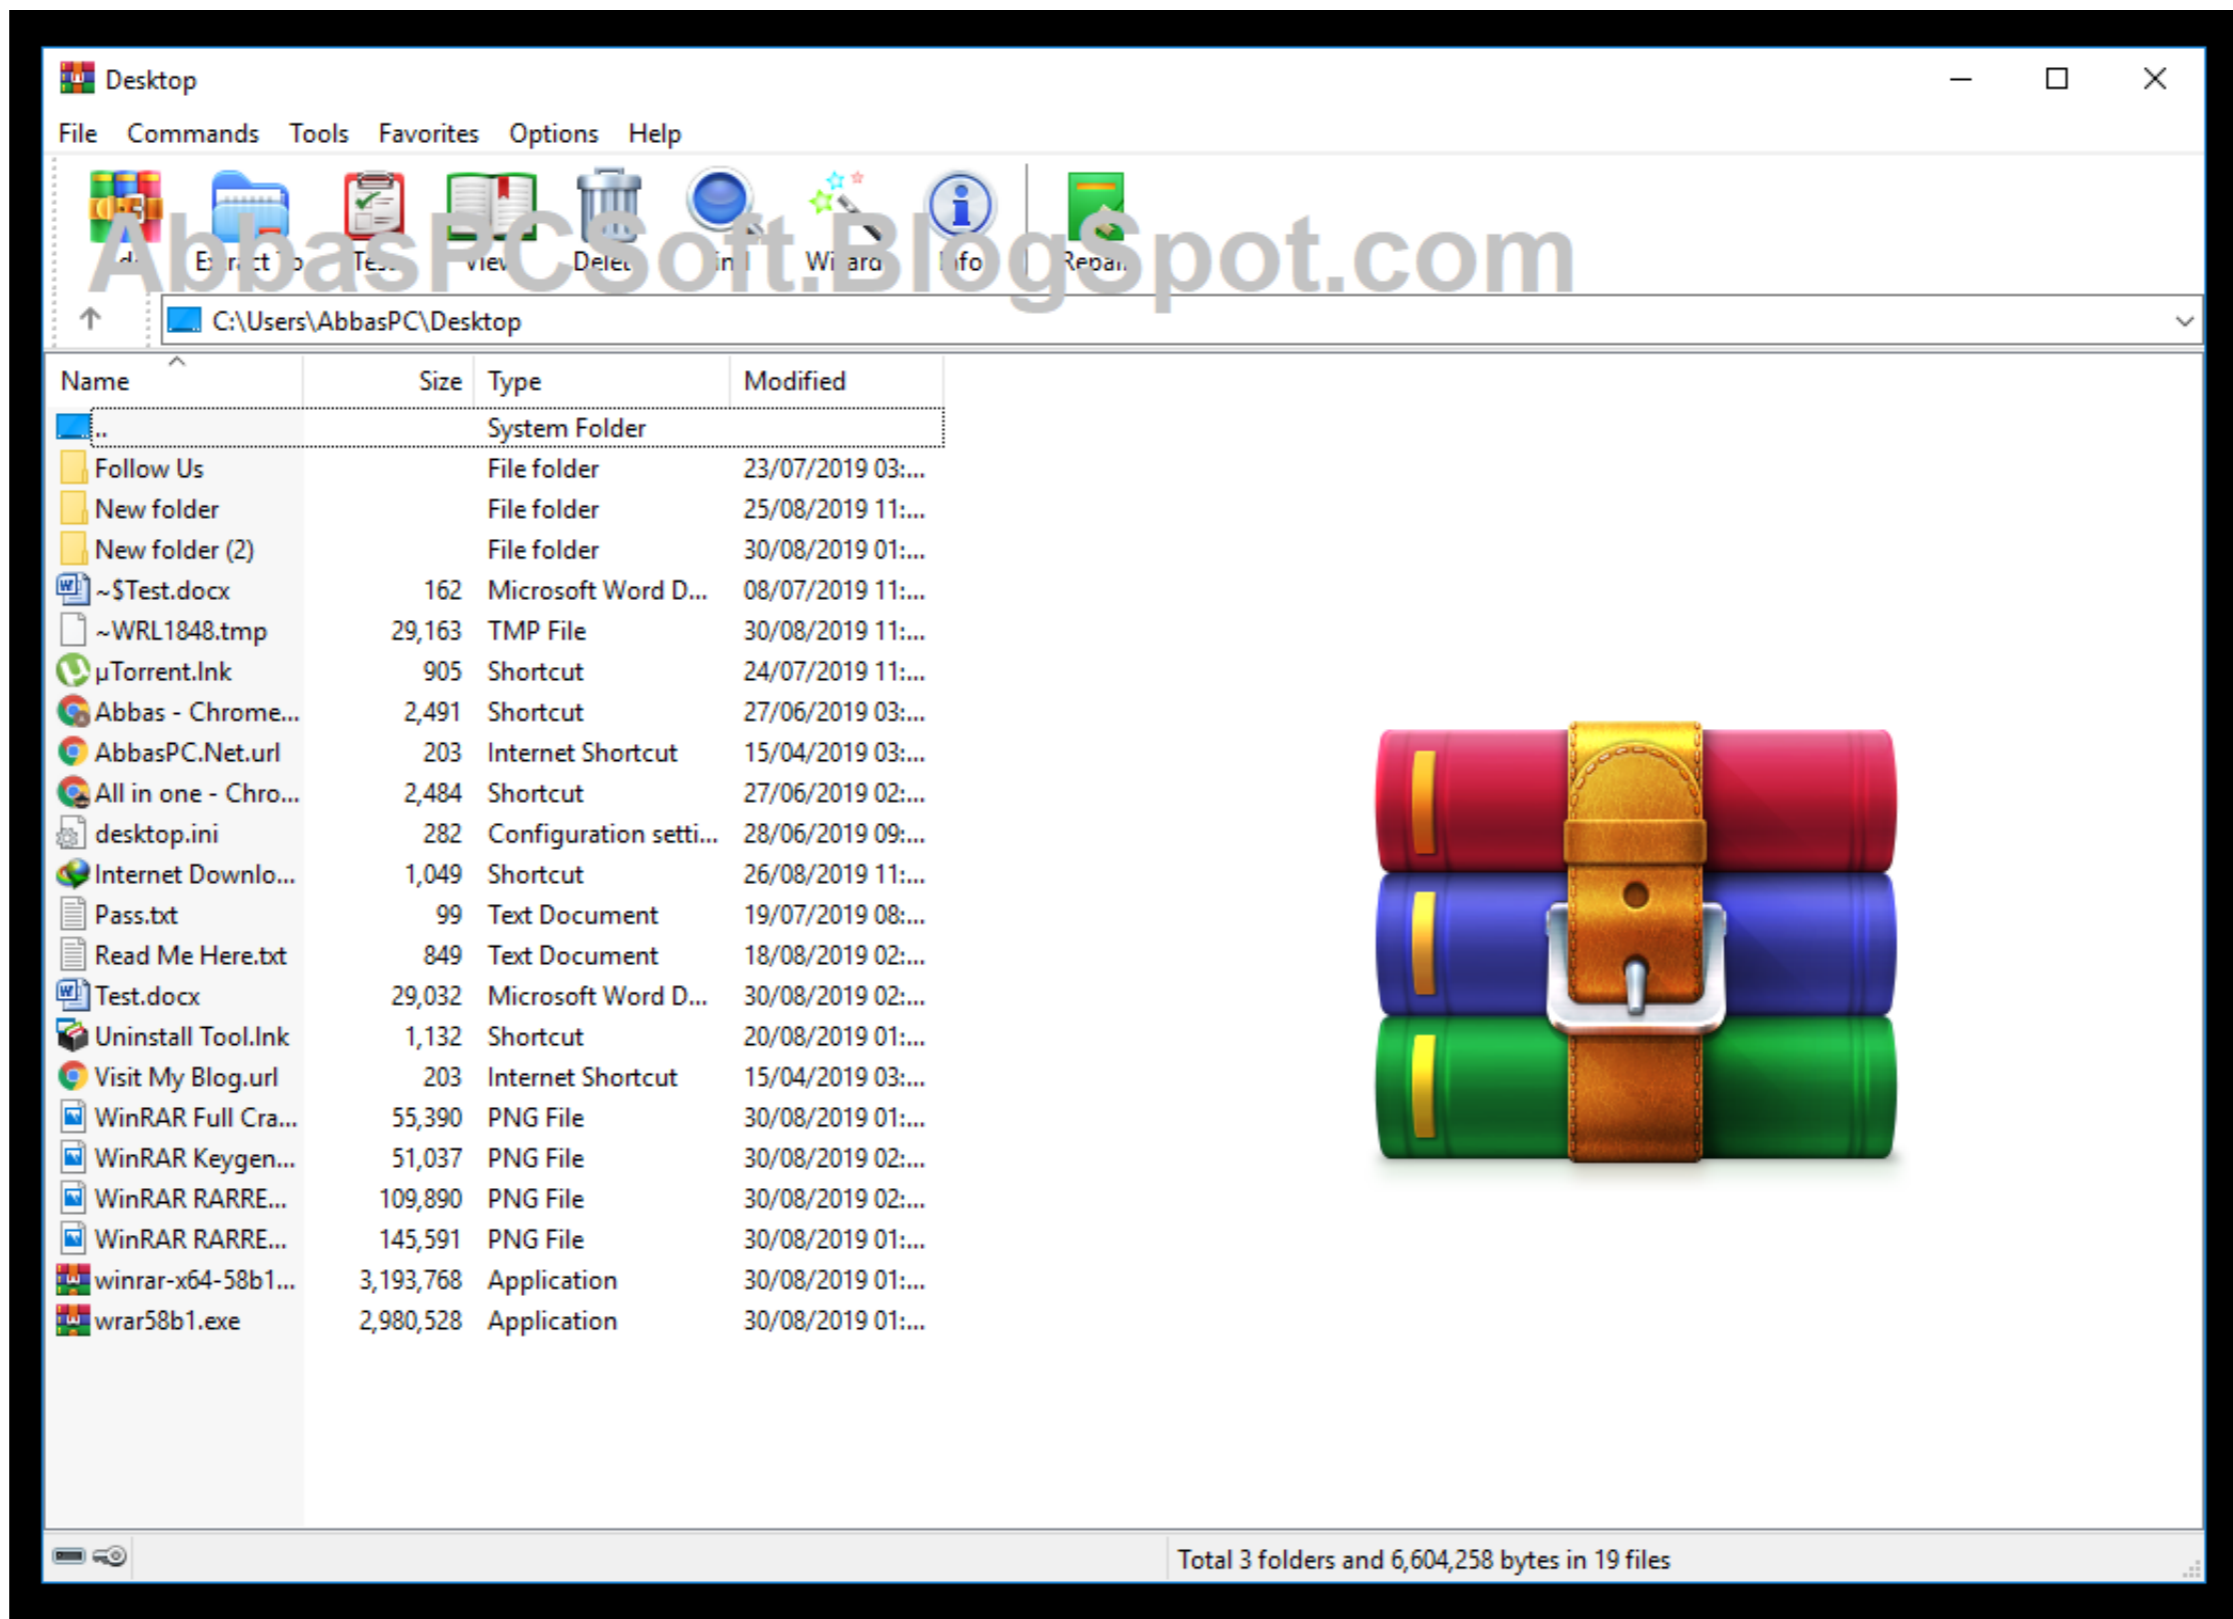 Desktop
File Commands Tools Favorites Options Help
AbbasPCSoft.BlogSpot.com
Extract To Test View Delete Find Wizard Info Repair
C:\Users\AbbasPC\Desktop
Name Size Type Modified
.. System Folder
Follow Us File folder 23/07/2019 03:...
New folder File folder 25/08/2019 11:...
New folder (2) File folder 30/08/2019 01:...
~$Test.docx 162 Microsoft Word D... 08/07/2019 11:...
~WRL1848.tmp 29,163 TMP File 30/08/2019 11:...
µTorrent.lnk 905 Shortcut 24/07/2019 11:...
Abbas - Chrome... 2,491 Shortcut 27/06/2019 03:...
AbbasPC.Net.url 203 Internet Shortcut 15/04/2019 03:...
All in one - Chro... 2,484 Shortcut 27/06/2019 02:...
desktop.ini 282 Configuration setti... 28/06/2019 09:...
Internet Downlo... 1,049 Shortcut 26/08/2019 11:...
Pass.txt 99 Text Document 19/07/2019 08:...
Read Me Here.txt 849 Text Document 18/08/2019 02:...
Test.docx 29,032 Microsoft Word D... 30/08/2019 02:...
Uninstall Tool.lnk 1,132 Shortcut 20/08/2019 01:...
Visit My Blog.url 203 Internet Shortcut 15/04/2019 03:...
WinRAR Full Cra... 55,390 PNG File 30/08/2019 01:...
WinRAR Keygen... 51,037 PNG File 30/08/2019 02:...
WinRAR RARRE... 109,890 PNG File 30/08/2019 02:...
WinRAR RARRE... 145,591 PNG File 30/08/2019 01:...
winrar-x64-58b1... 3,193,768 Application 30/08/2019 01:...
wrar58b1.exe 2,980,528 Application 30/08/2019 01:...
Total 3 folders and 6,604,258 bytes in 19 files